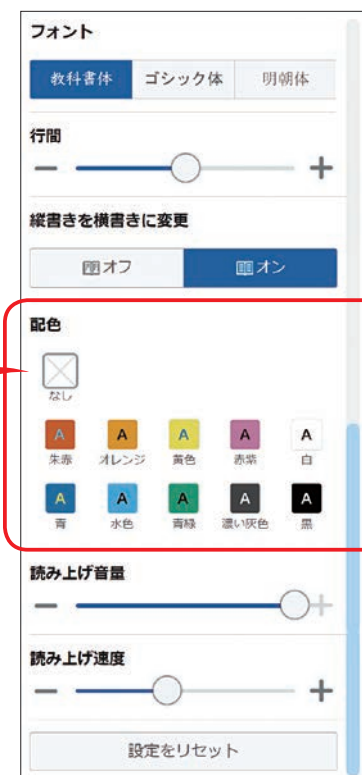 フォント
教科書体 ゴシック体 明朝体
行間
縦書きを横書きに変更
オフ オン
配色
なし
A A A A A
朱赤 オレンジ 黄色 赤紫 白
A A A A A
青 水色 青緑 濃い灰色 黒
読み上げ音量
読み上げ速度
設定をリセット